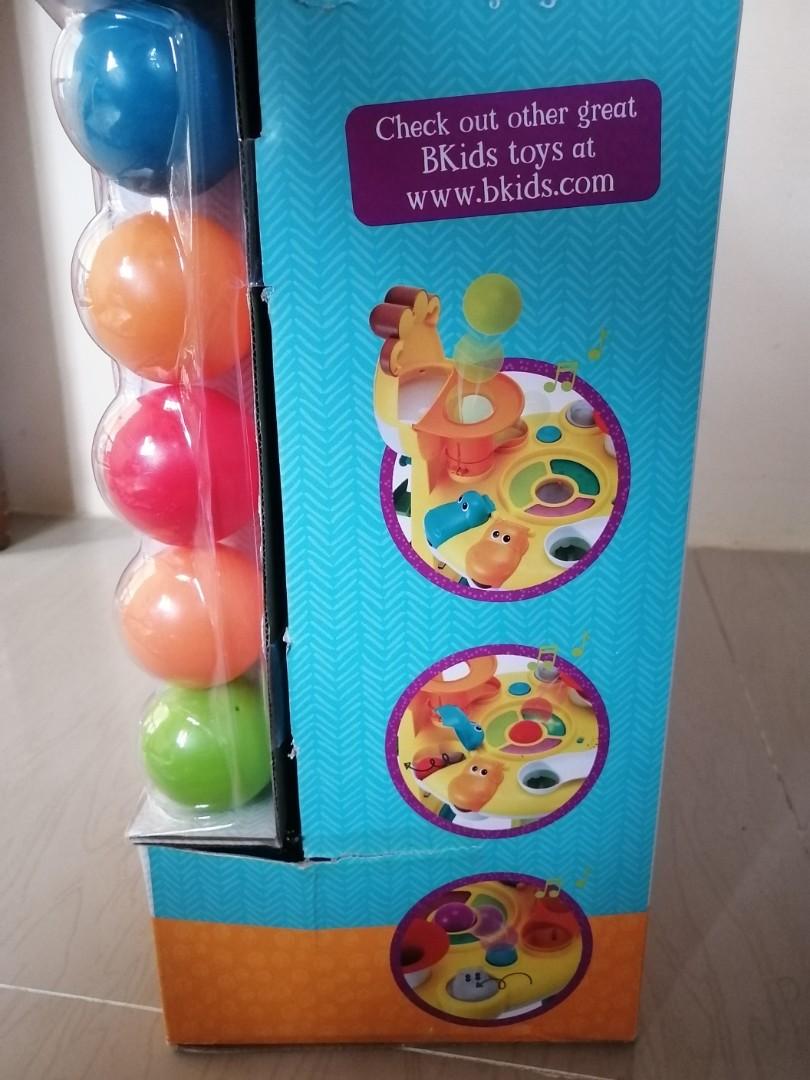 Check out other great
BKids toys at
www.bkids.com